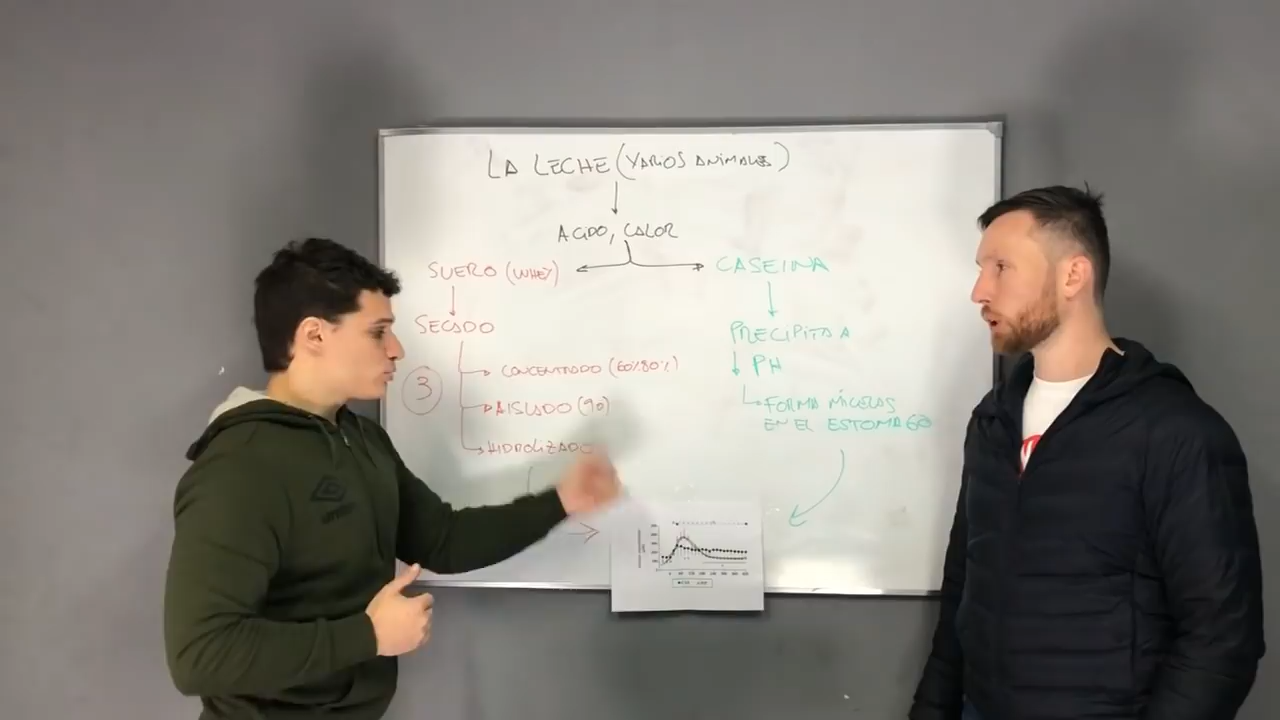 LA LECHE (VARIOS ANIMALES)
ACIDO, CALOR
SUERO (WHEY)
CASEINA
SECADO
PRECIPITA A
PH
3
CONCENTRADO (60%80%)
AISLADO (90)
HIDROLIZADO
FORMA MICELAS
EN EL ESTOMAGO